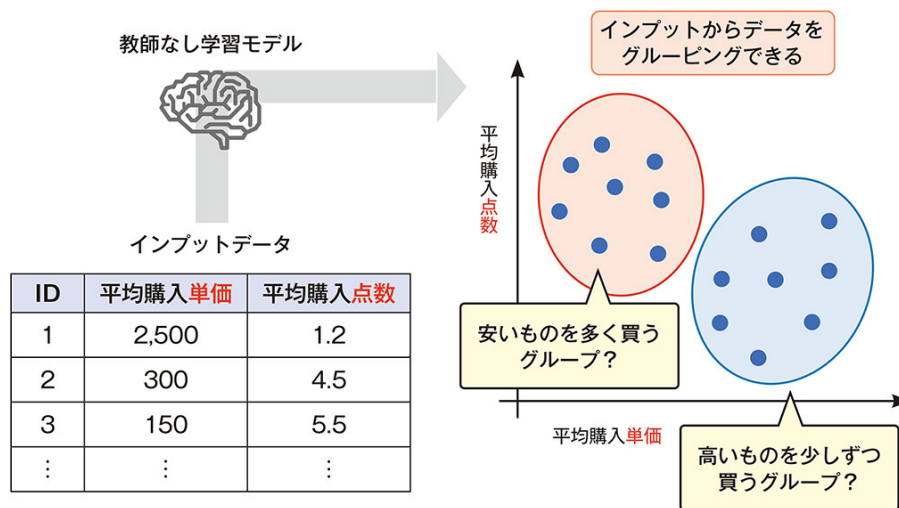 教師なし学習モデル
インプットデータ
ID 平均購入単価 平均購入点数
1 2,500 1.2
2 300 4.5
3 150 5.5
⋮ ⋮ ⋮
インプットからデータを
グルーピングできる
平均購入点数
安いものを多く買う
グループ？
平均購入単価
高いものを少しずつ
買うグループ？